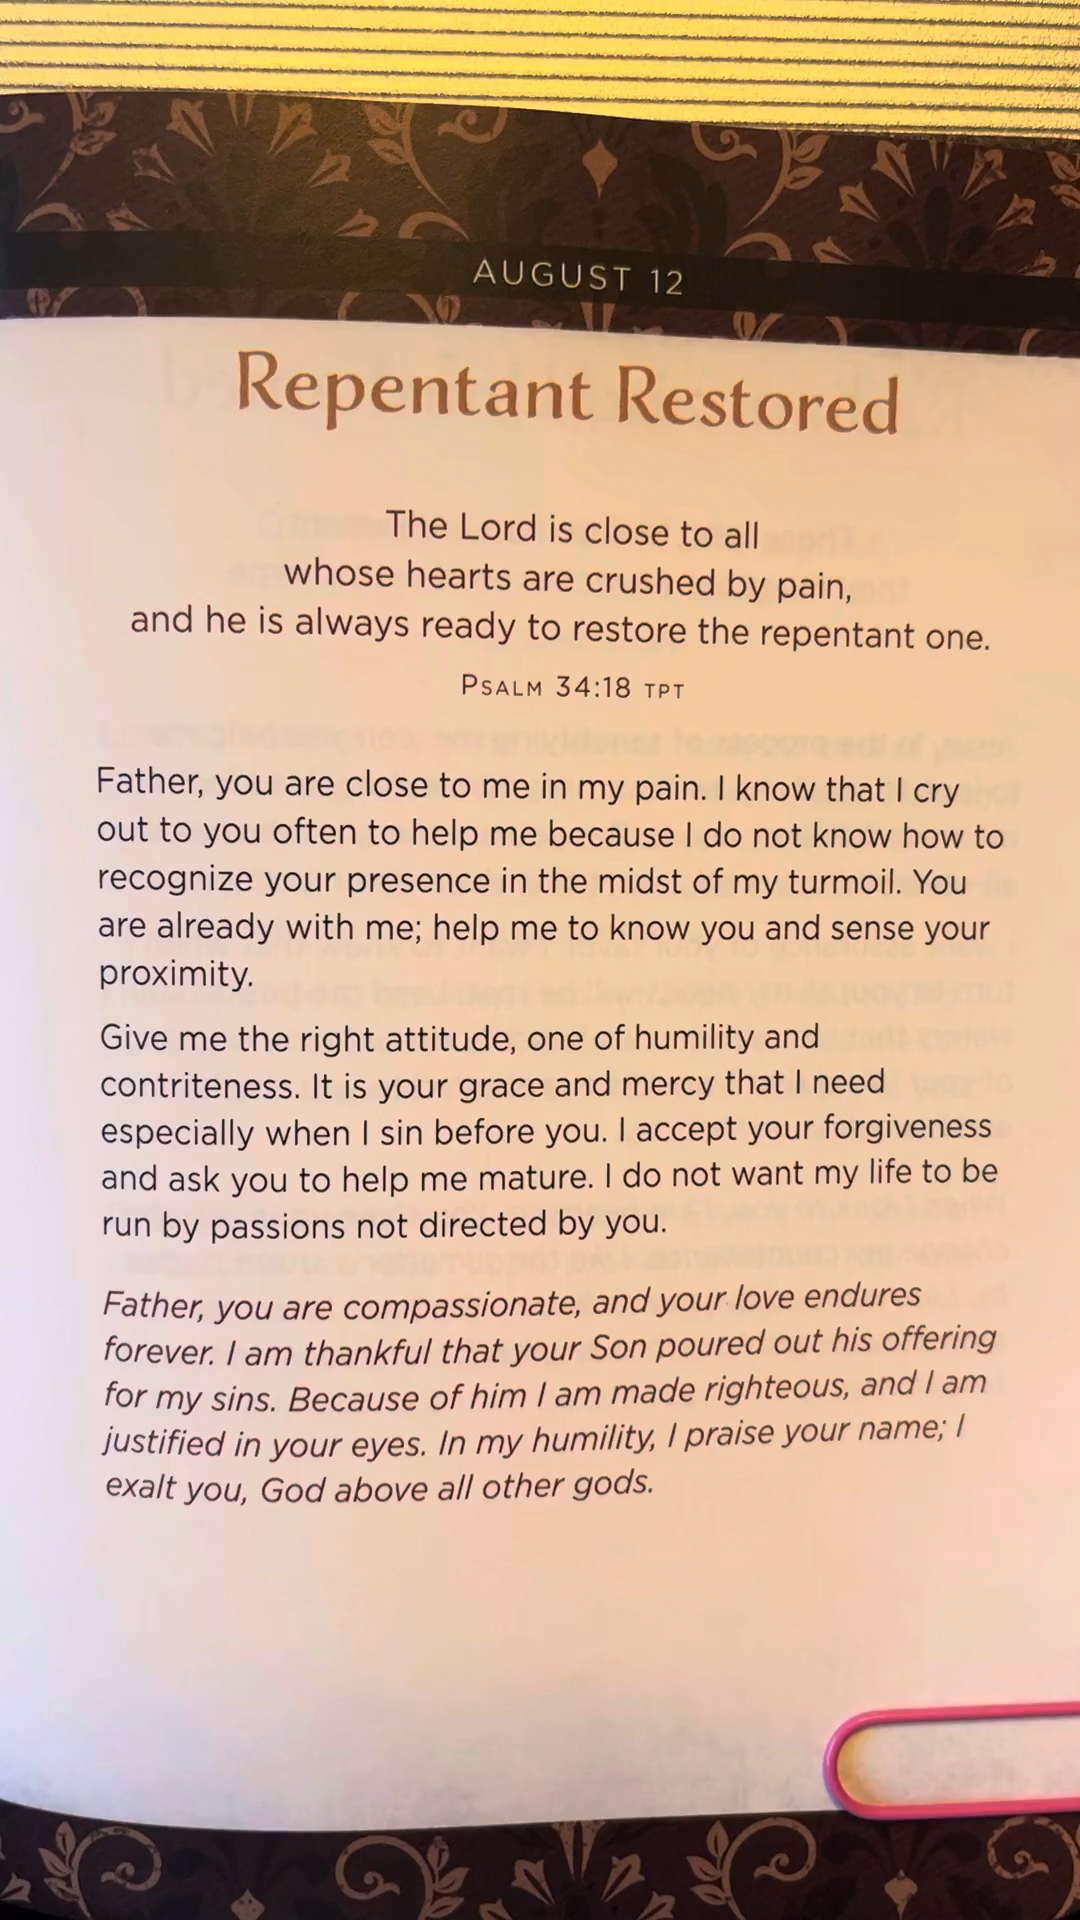 AUGUST 12
Repentant Restored
The Lord is close to all
whose hearts are crushed by pain,
and he is always ready to restore the repentant one.
PSALM 34:18 TPT
Father, you are close to me in my pain. I know that I cry
out to you often to help me because I do not know how to
recognize your presence in the midst of my turmoil. You
are already with me; help me to know you and sense your
proximity.
Give me the right attitude, one of humility and
contriteness. It is your grace and mercy that I need
especially when I sin before you. I accept your forgiveness
and ask you to help me mature. I do not want my life to be
run by passions not directed by you.
Father, you are compassionate, and your love endures
forever. I am thankful that your Son poured out his offering
for my sins. Because of him I am made righteous, and I am
justified in your eyes. In my humility, I praise your name; I
exalt you, God above all other gods.